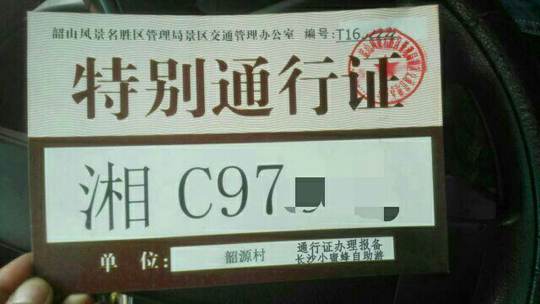 韶山风景名胜区管理局景区交通管理办公室 编号:T16
特别通行证
湘 C97
单位: 韶源村 通行证办理报备
长沙小蜜蜂自助游